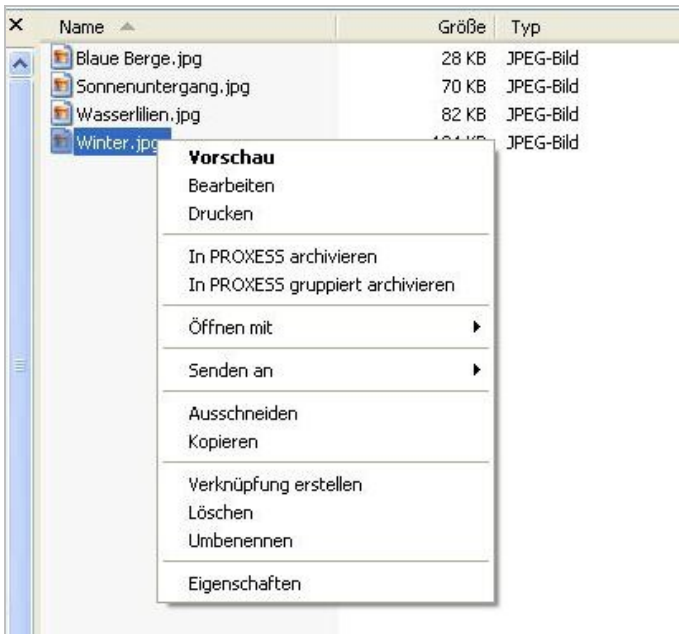 Name Größe Typ
Blaue Berge.jpg 28 KB JPEG-Bild
Sonnenuntergang.jpg 70 KB JPEG-Bild
Wasserlilien.jpg 82 KB JPEG-Bild
Winter.jpg JPEG-Bild
Vorschau
Bearbeiten
Drucken
In PROXESS archivieren
In PROXESS gruppiert archivieren
Öffnen mit
Senden an
Ausschneiden
Kopieren
Verknüpfung erstellen
Löschen
Umbenennen
Eigenschaften